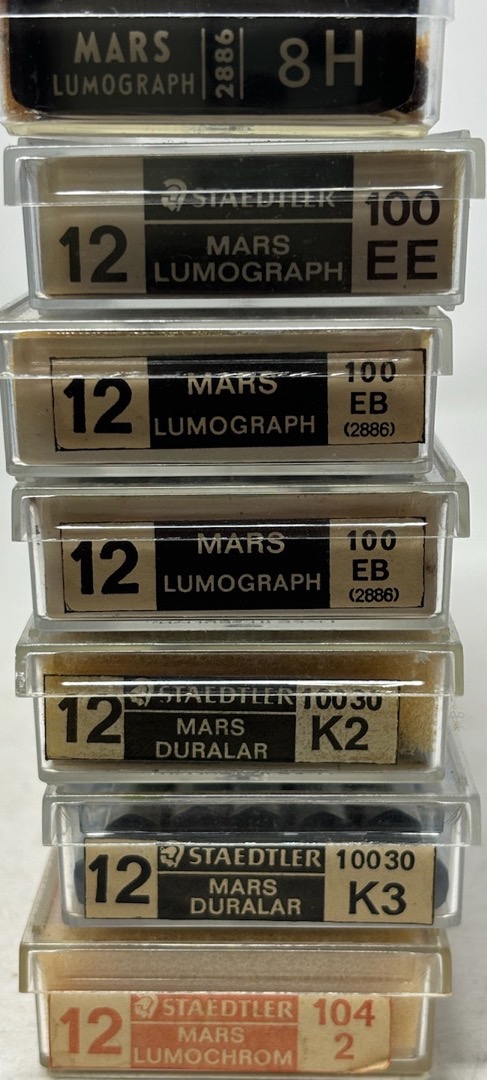 MARS
LUMOGRAPH
2886
8H
12
STAEDTLER
MARS
LUMOGRAPH
100
EE
12
MARS
LUMOGRAPH
100
EB
(2886)
12
MARS
LUMOGRAPH
100
EB
(2886)
12
STAEDTLER
MARS
DURALAR
10030
K2
12
STAEDTLER
MARS
DURALAR
10030
K3
12
STAEDTLER
MARS
LUMOCHROM
104
2